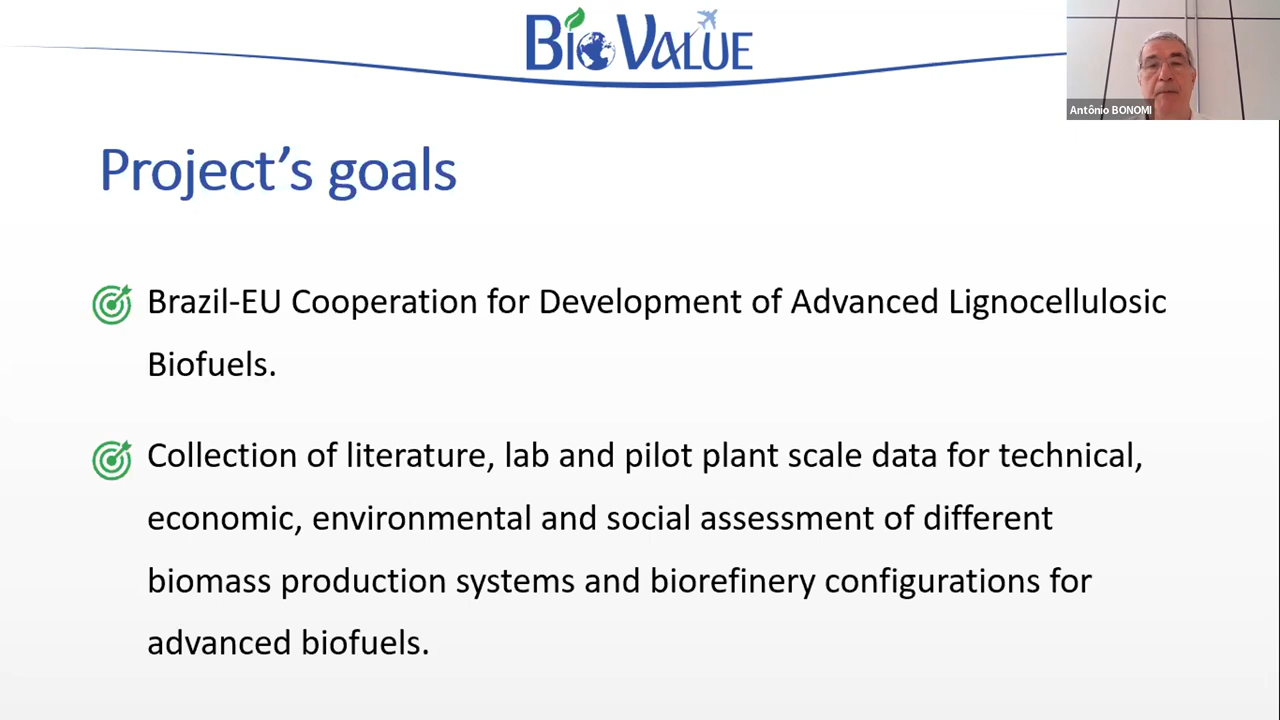 BioValue
Antônio BONOMI
Project’s goals
Brazil-EU Cooperation for Development of Advanced Lignocellulosic
Biofuels.
Collection of literature, lab and pilot plant scale data for technical,
economic, environmental and social assessment of different
biomass production systems and biorefinery configurations for
advanced biofuels.